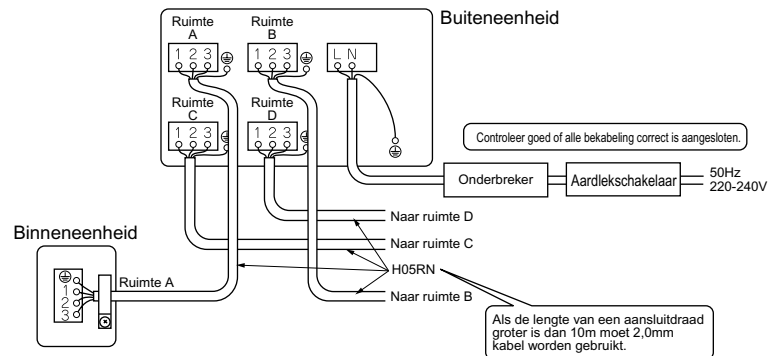 Buiteneenheid
Ruimte
A
Ruimte
B
1 2 3
1 2 3
L N
Ruimte
C
Ruimte
D
1 2 3
1 2 3
Controleer goed of alle bekabeling correct is aangesloten.
Onderbreker
Aardlekschakelaar
50Hz
220-240V
Naar ruimte D
Naar ruimte C
H05RN
Naar ruimte B
Binneneenheid
Ruimte A
1
2
3
Als de lengte van een aansluitdraad
groter is dan 10m moet 2,0mm
kabel worden gebruikt.